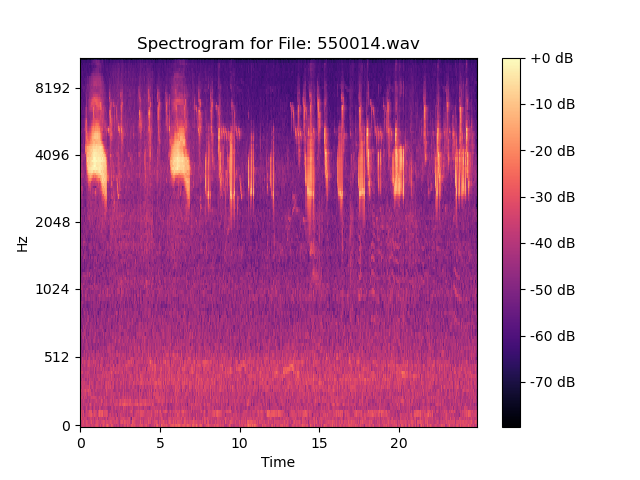 Spectrogram for File: 550014.wav
8192
4096
2048
1024
512
0
Hz
0
5
10
15
20
Time
+0 dB
-10 dB
-20 dB
-30 dB
-40 dB
-50 dB
-60 dB
-70 dB